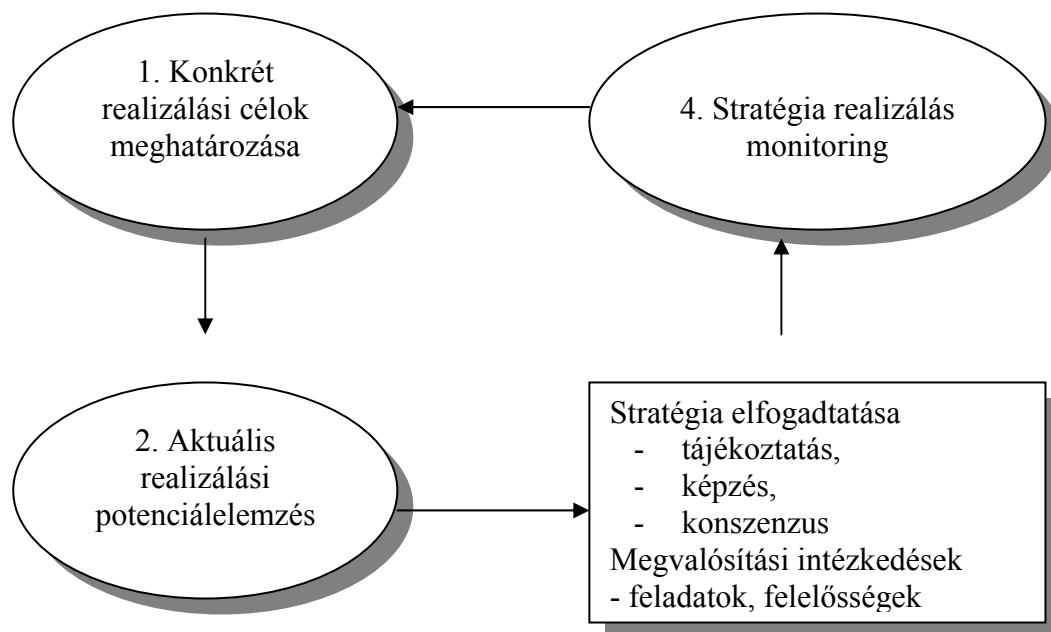 1. Konkrét
realizálási célok
meghatározása
4. Stratégia realizálás
monitoring
2. Aktuális
realizálási
potenciálelemzés
Stratégia elfogadtatása
- tájékoztatás,
- képzés,
- konszenzus
Megvalósítási intézkedések
- feladatok, felelősségek